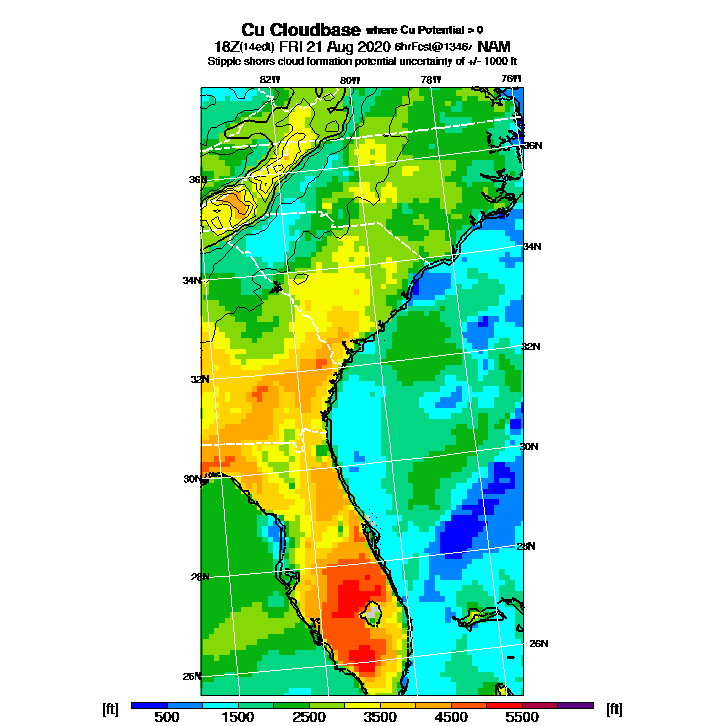 Cu Cloudbase where Cu Potential > 0
18Z(14edt) FRI 21 Aug 2020 6hrFcst@1346z NAM
Stipple shows cloud formation potential uncertainty of +/- 1000 ft
82W 80W 78W 76W
36N 36N
34N 34N
32N 32N
30N 30N
28N 28N
26N 26N
[ft] 500 1500 2500 3500 4500 5500 [ft]